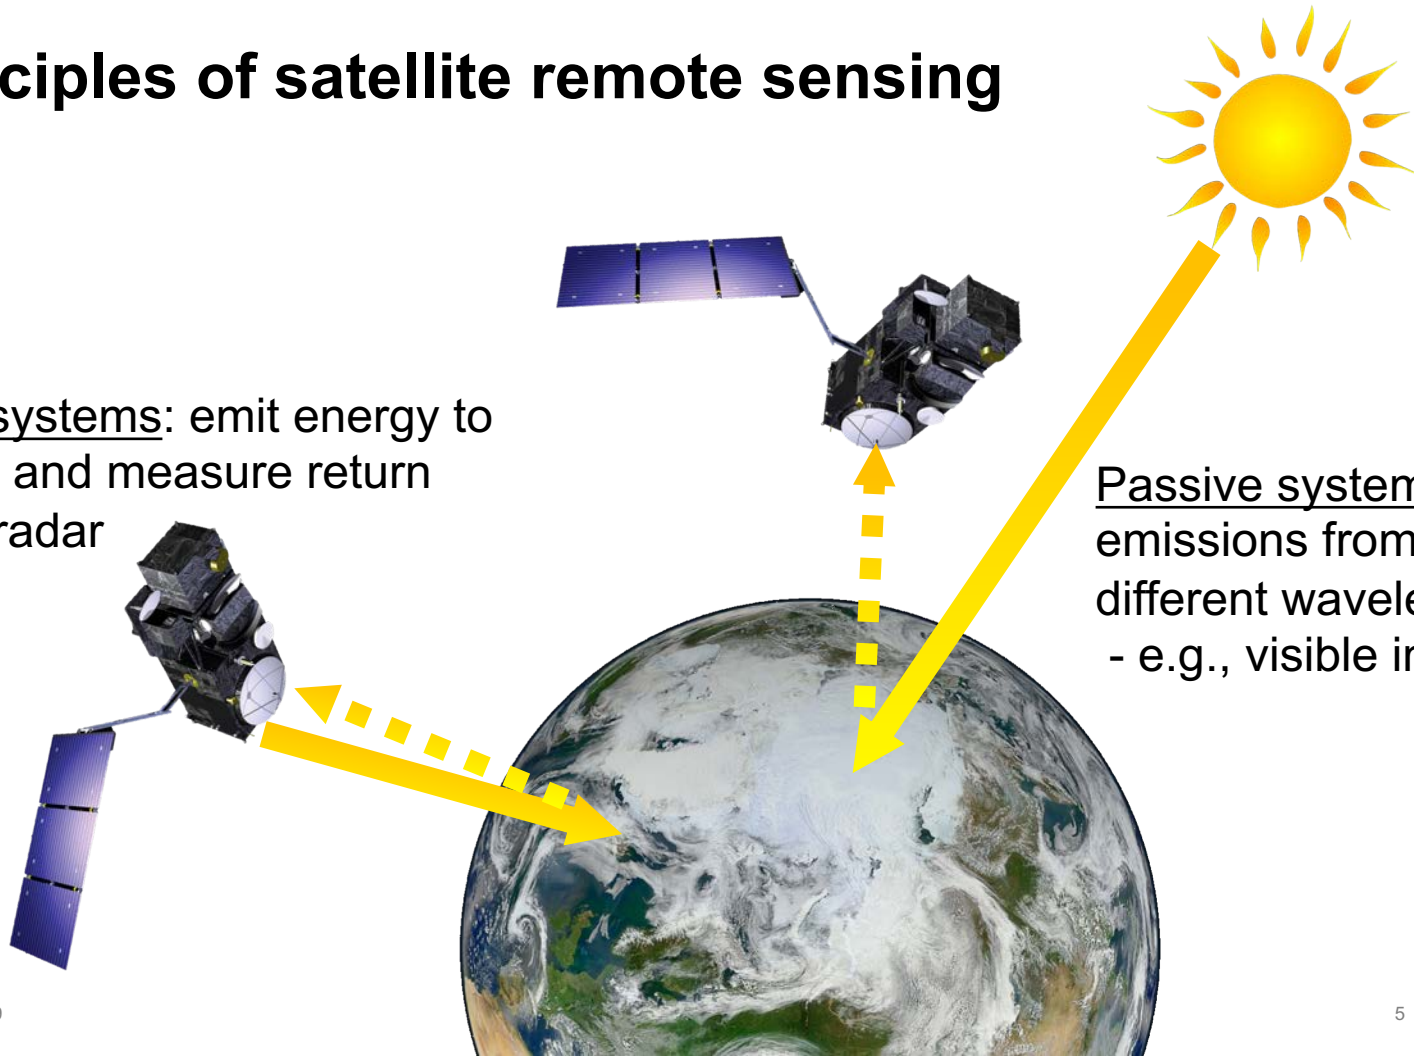 ciples of satellite remote sensing
systems: emit energy to
and measure return
radar
Passive system
emissions from
different wavele
- e.g., visible in
5